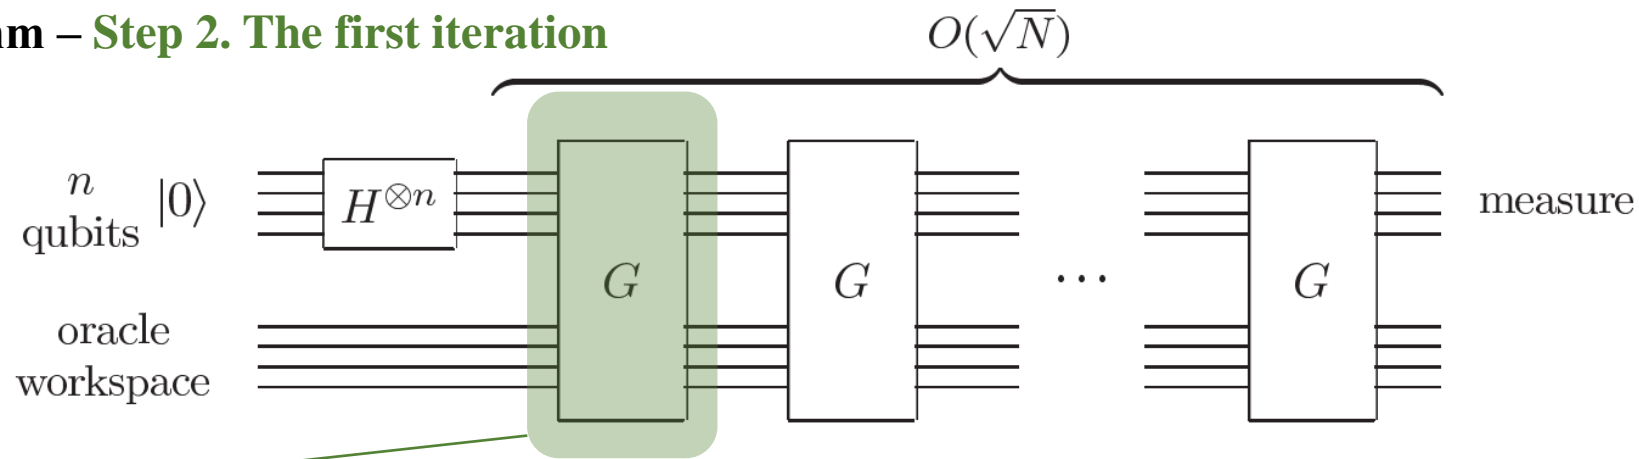 – Step 2. The first iteration
O(√N)
n
qubits |0⟩
H⊗n
G
G
...
G
measure
oracle
workspace